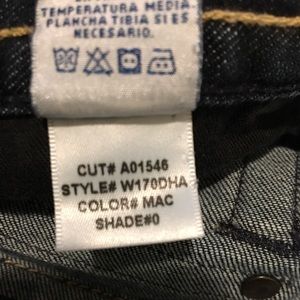 TEMPERATURA MEDIA
PLANCHA TIBIA SI ES
NECESARIO.
CUT# A01546
STYLE# W170DHA
COLOR# MAC
SHADE#0